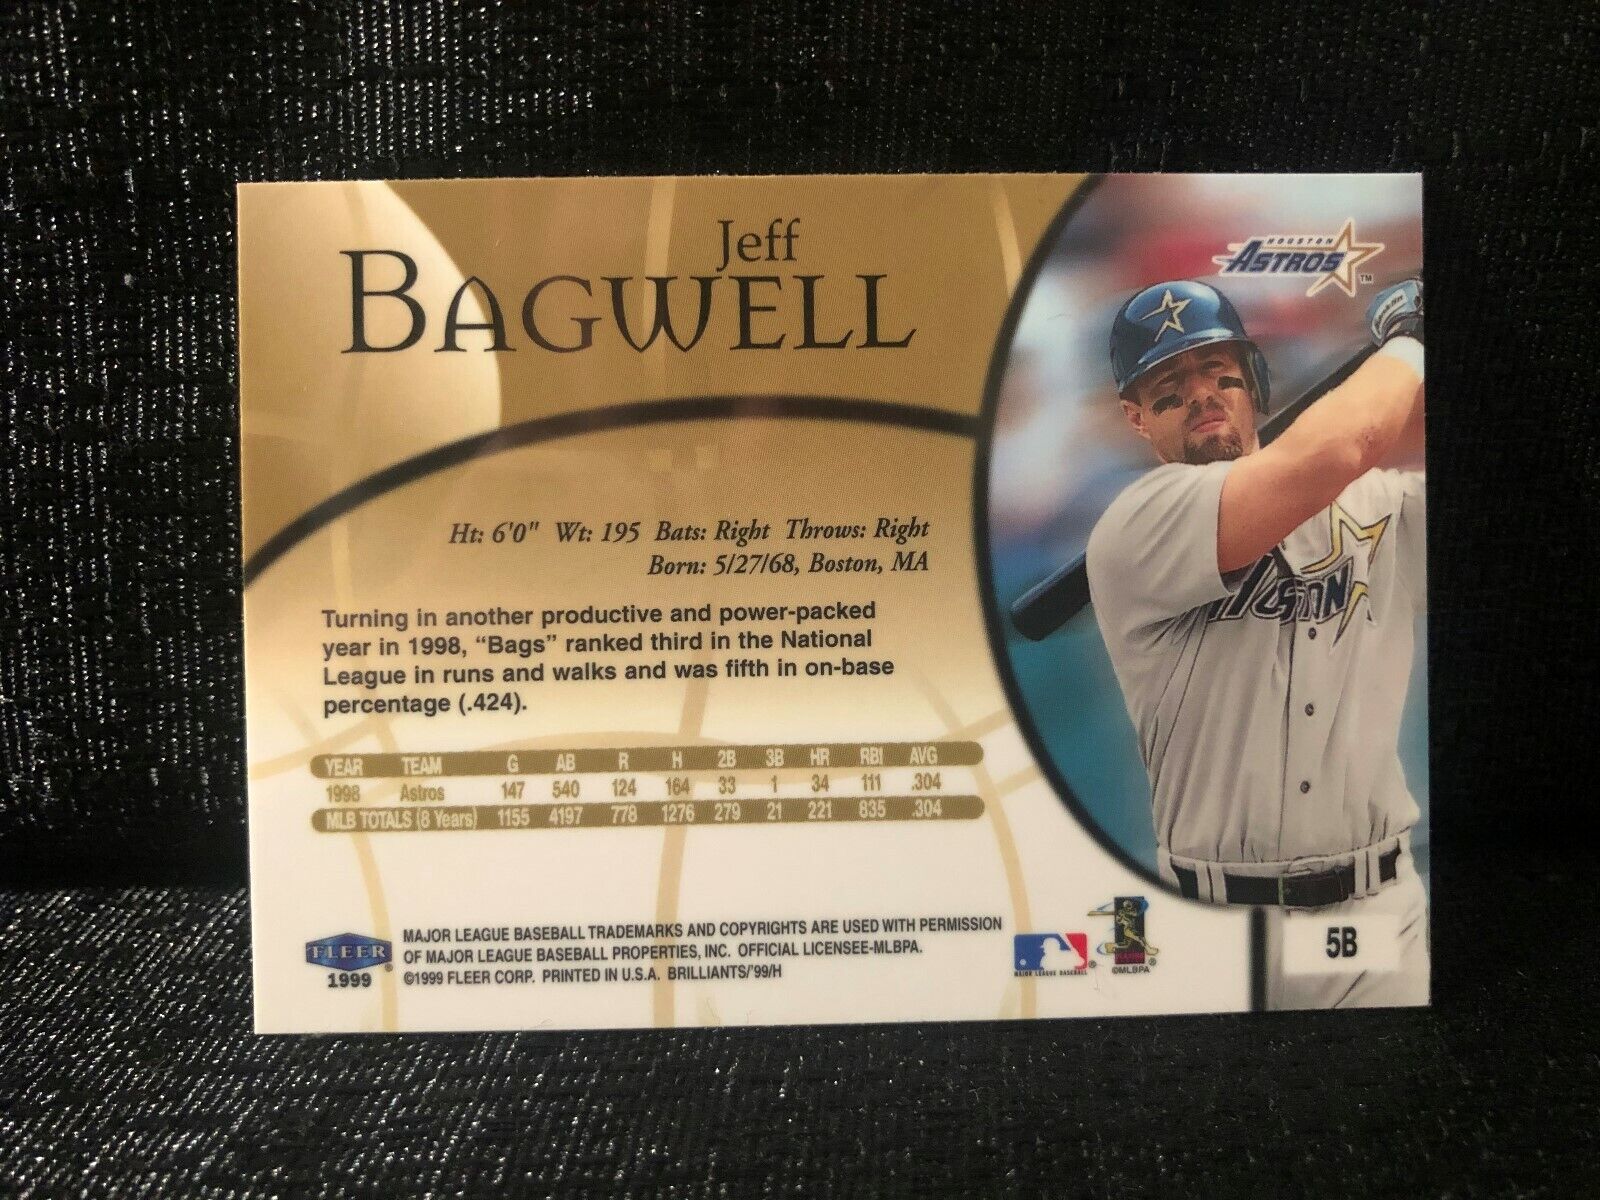 Jeff
BAGWELL
HOUSTON
ASTROS™
Ht: 6'0" Wt: 195 Bats: Right Throws: Right
Born: 5/27/68, Boston, MA
Turning in another productive and power-packed
year in 1998, “Bags” ranked third in the National
League in runs and walks and was fifth in on-base
percentage (.424).
YEAR TEAM G AB R H 2B 3B HR RBI AVG
1998 Astros 147 540 124 164 33 1 34 111 .304
MLB TOTALS (8 Years) 1155 4197 778 1276 279 21 221 835 .304
FLEER®
1999
MAJOR LEAGUE BASEBALL TRADEMARKS AND COPYRIGHTS ARE USED WITH PERMISSION
OF MAJOR LEAGUE BASEBALL PROPERTIES, INC. OFFICIAL LICENSEE-MLBPA.
©1999 FLEER CORP. PRINTED IN U.S.A. BRILLIANTS/'99/H
MAJOR LEAGUE BASEBALL®
©MLBPA
5B